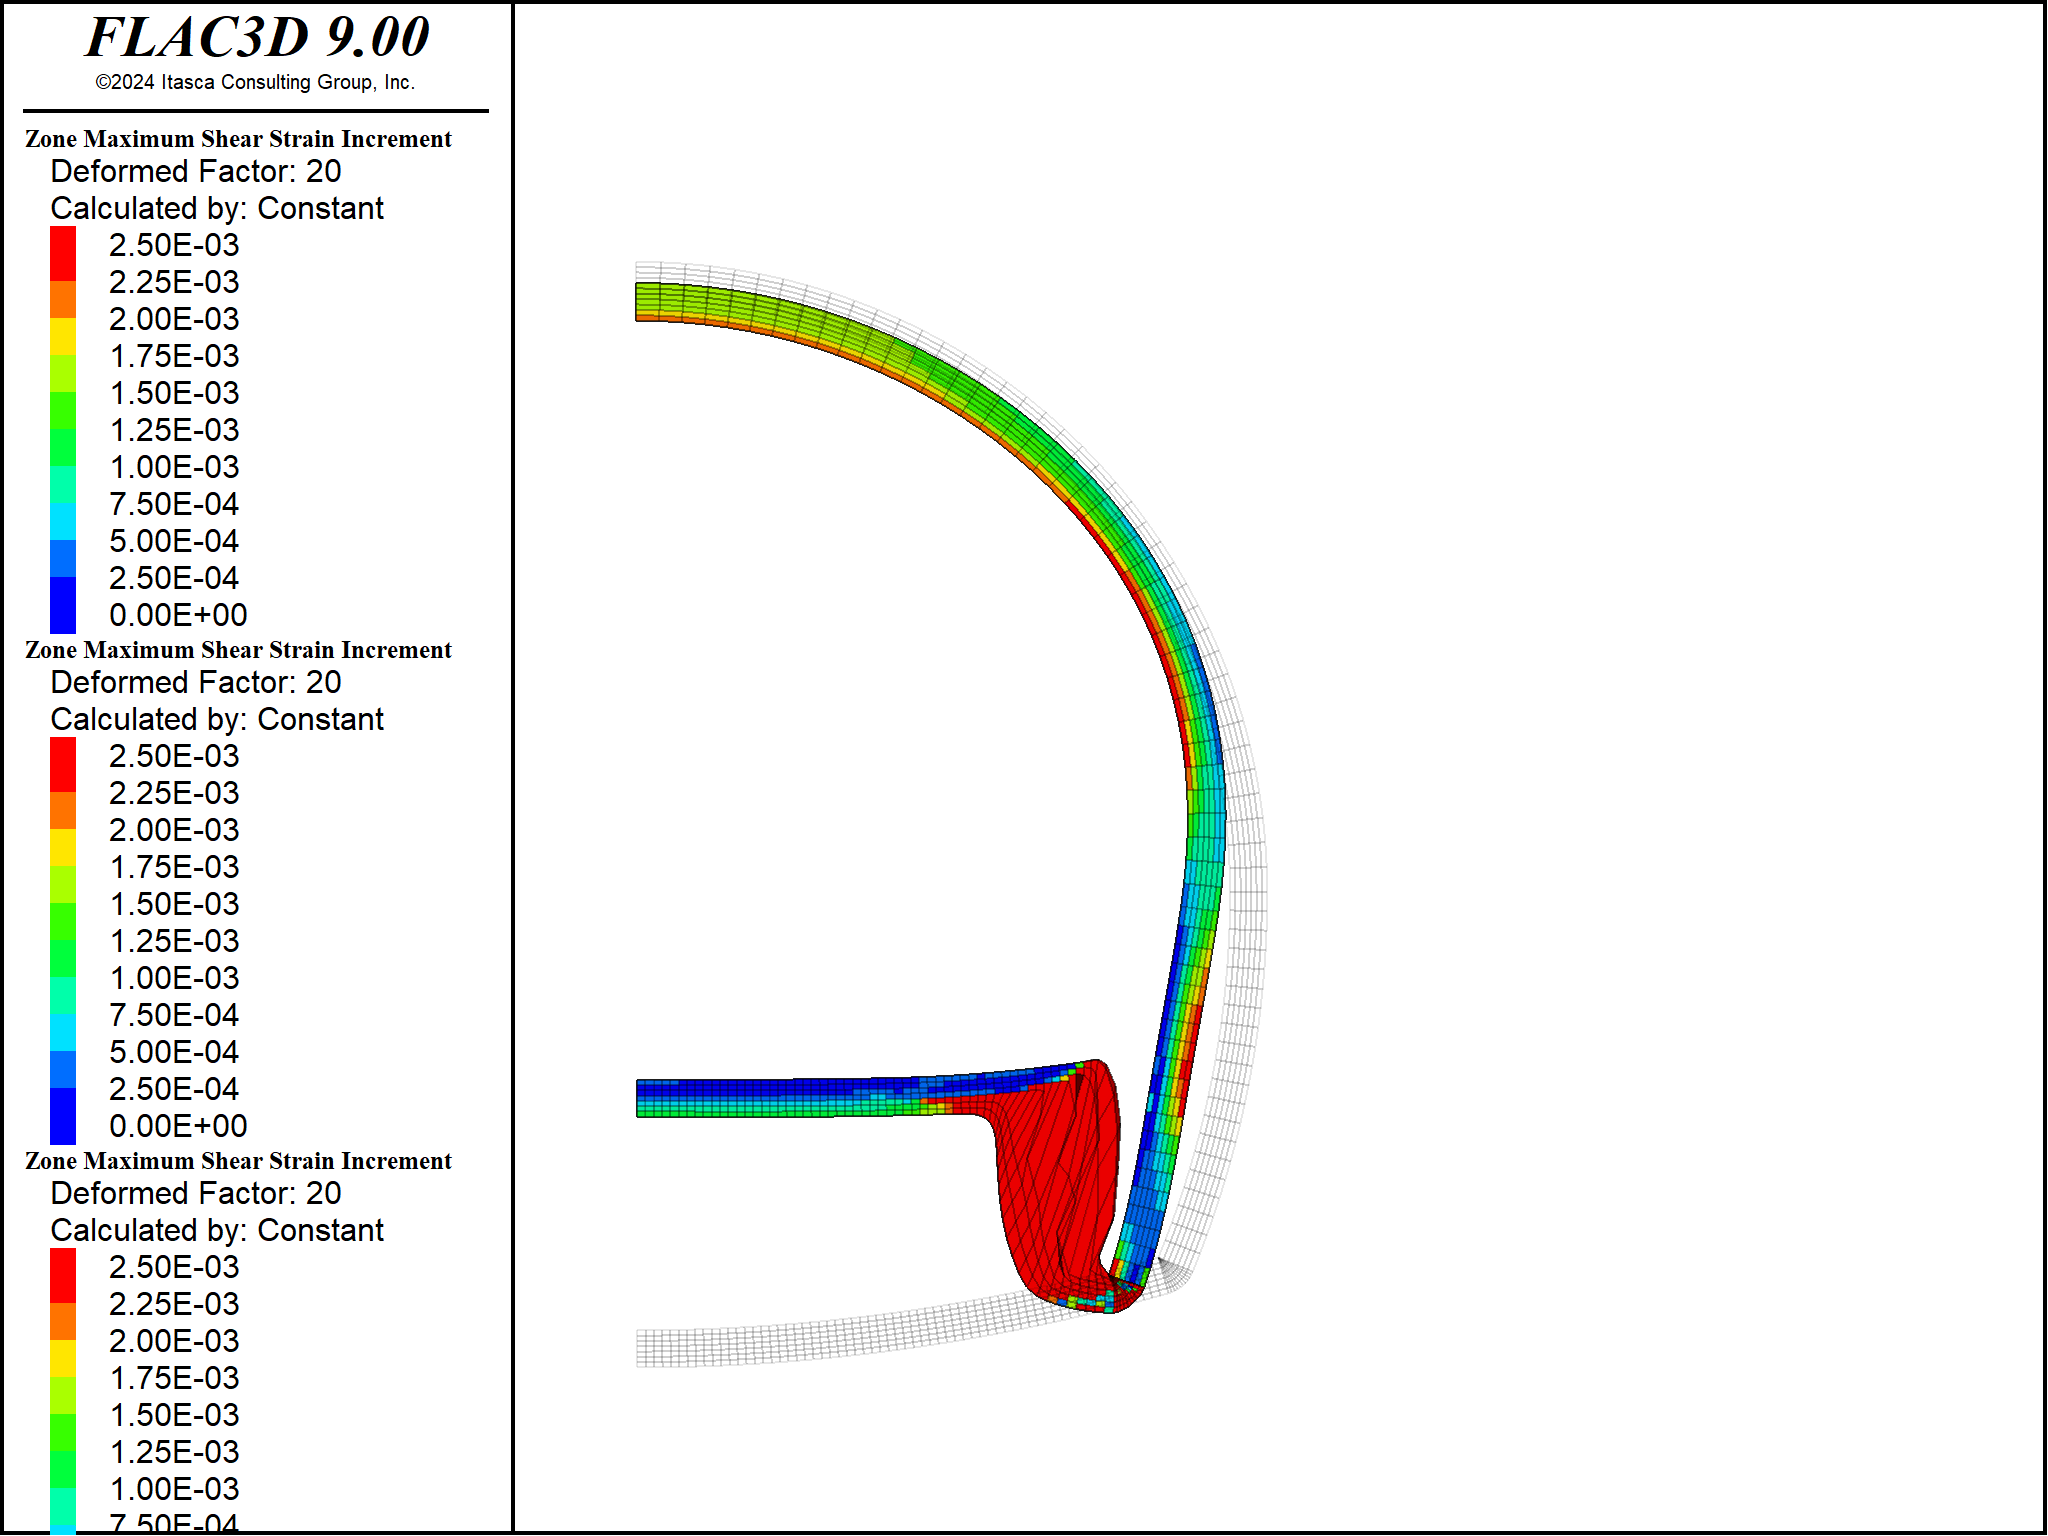 FLAC3D 9.00
©2024 Itasca Consulting Group, Inc.
Zone Maximum Shear Strain Increment
Deformed Factor: 20
Calculated by: Constant
2.50E-03
2.25E-03
2.00E-03
1.75E-03
1.50E-03
1.25E-03
1.00E-03
7.50E-04
5.00E-04
2.50E-04
0.00E+00
Zone Maximum Shear Strain Increment
Deformed Factor: 20
Calculated by: Constant
2.50E-03
2.25E-03
2.00E-03
1.75E-03
1.50E-03
1.25E-03
1.00E-03
7.50E-04
5.00E-04
2.50E-04
0.00E+00
Zone Maximum Shear Strain Increment
Deformed Factor: 20
Calculated by: Constant
2.50E-03
2.25E-03
2.00E-03
1.75E-03
1.50E-03
1.25E-03
1.00E-03
7.50E-04